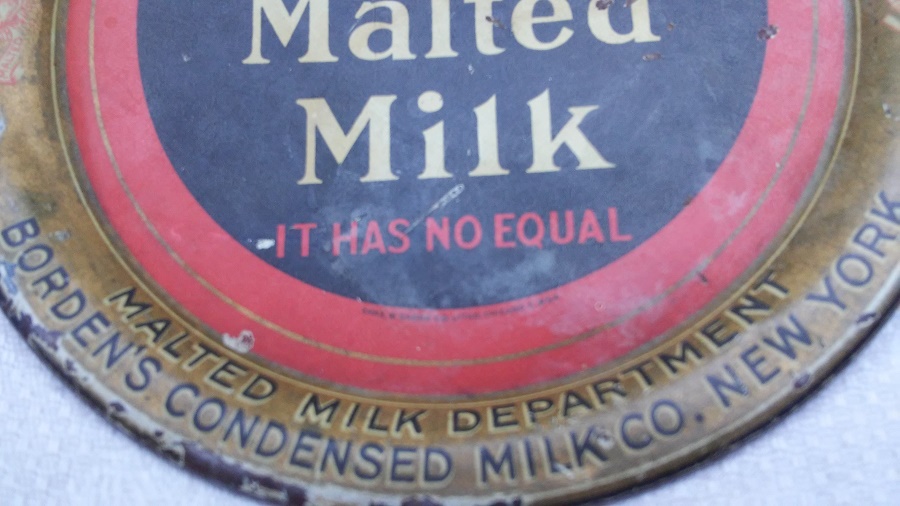 Malted
Milk
IT HAS NO EQUAL
MALTED MILK DEPARTMENT
BORDEN'S CONDENSED MILK CO. NEW YORK